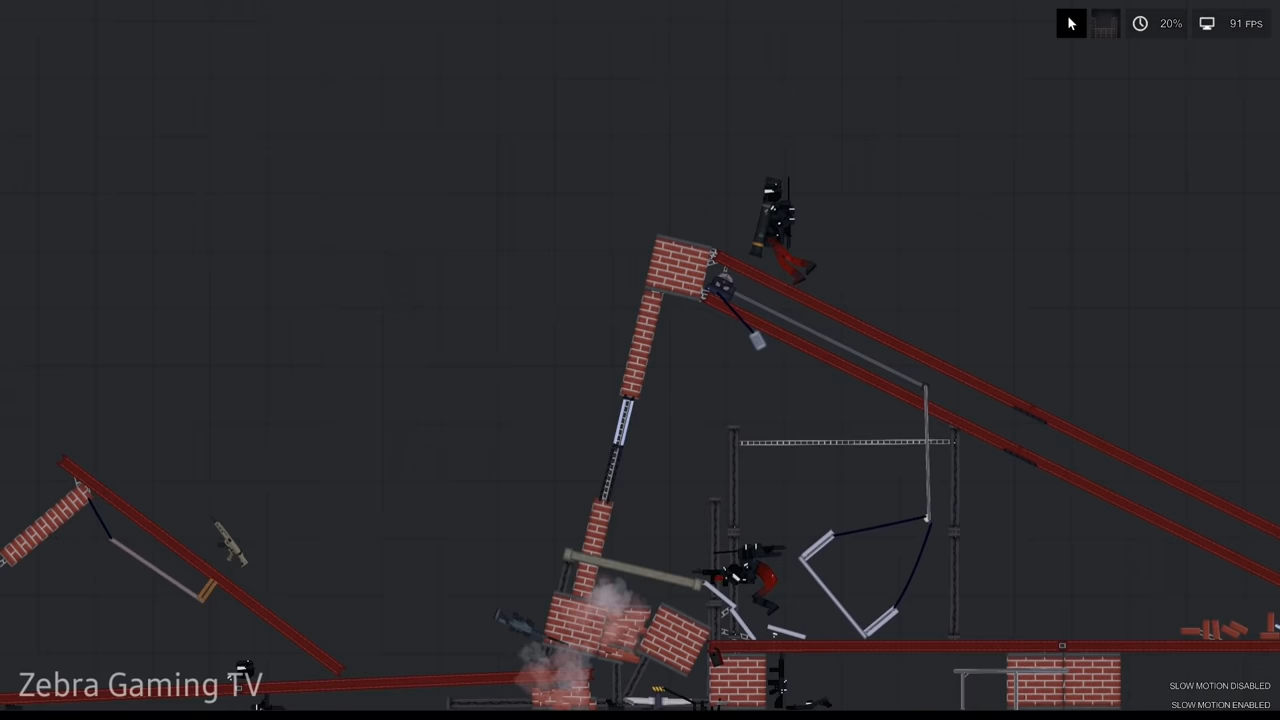 20%
91 FPS
Zebra Gaming TV
SLOW MOTION DISABLED
SLOW MOTION ENABLED